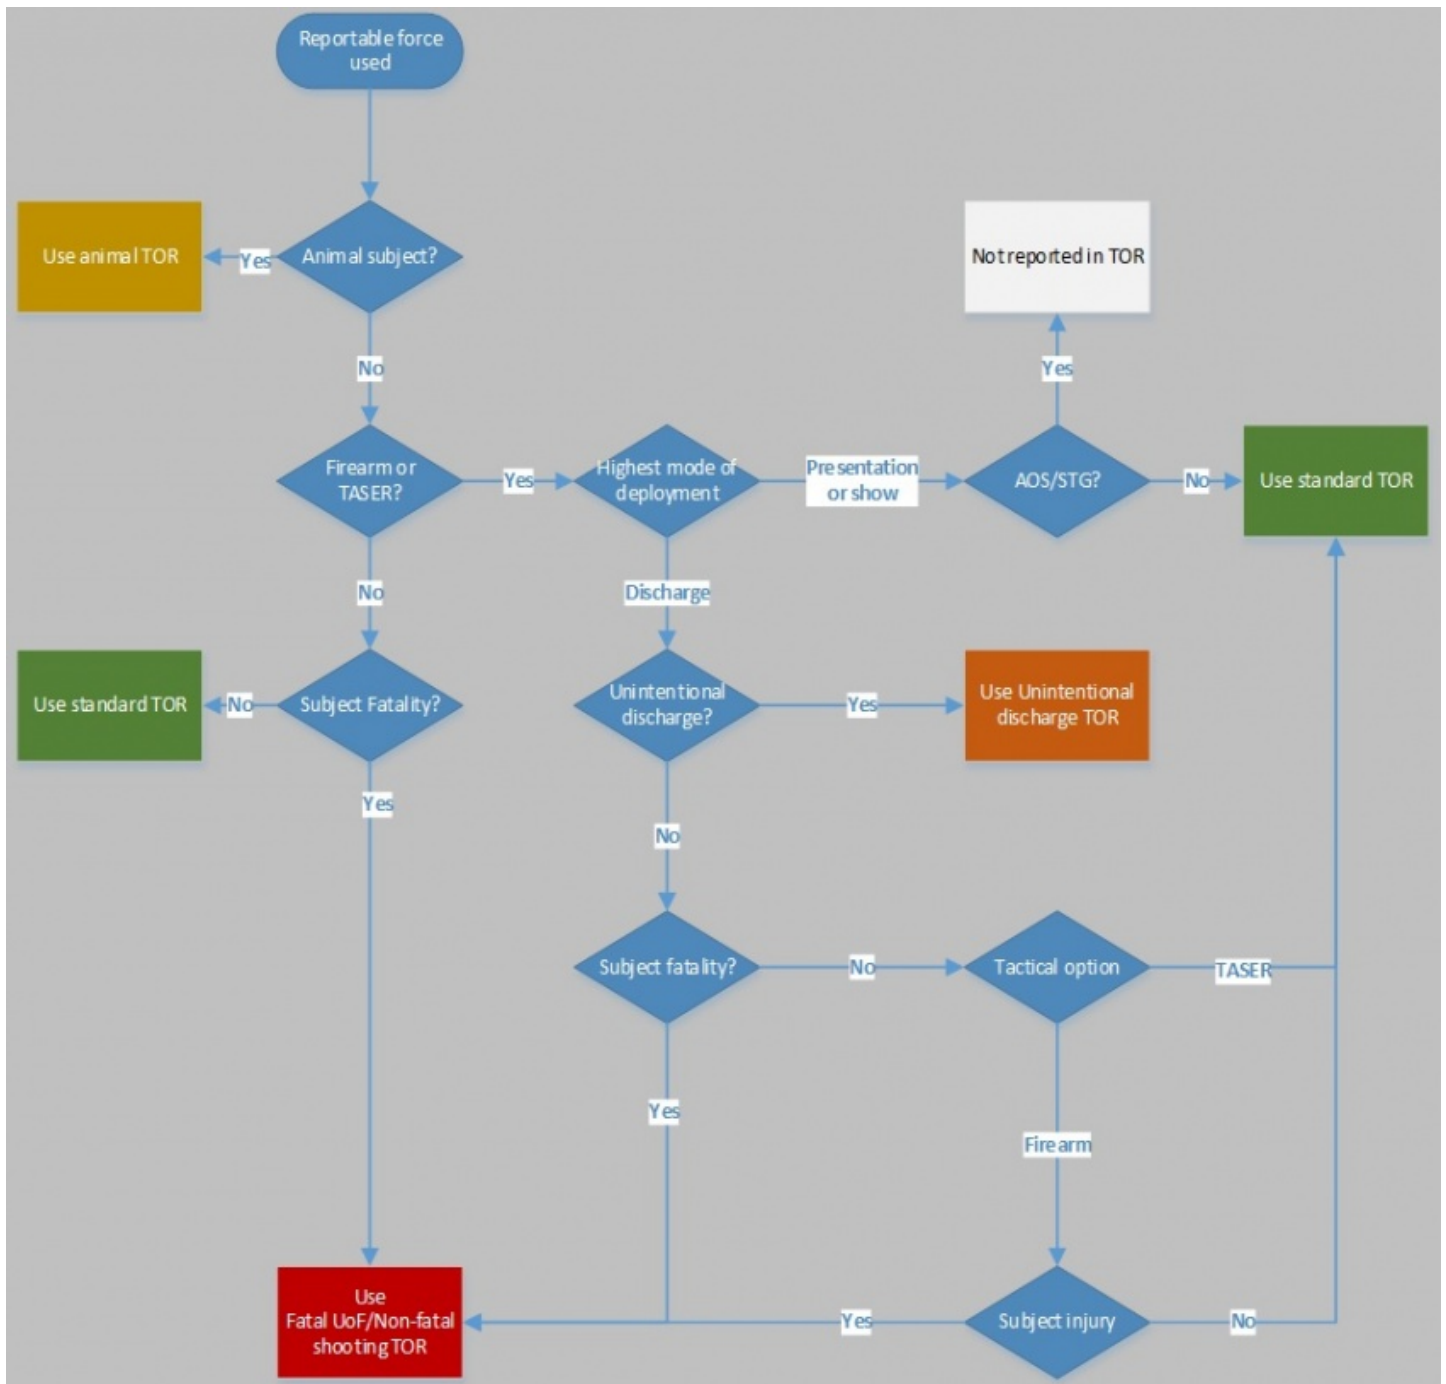 Reportable force
used
Use animal TOR
Yes
Animal subject?
Not reported in TOR
No
Yes
Firearm or
TASER?
Yes
Highest mode of
deployment
Presentation
or show
AOS/STG?
No
Use standard TOR
No
Discharge
Use standard TOR
No
Subject Fatality?
Unintentional
discharge?
Yes
Use Unintentional
discharge TOR
Yes
No
Subject fatality?
No
Tactical option
TASER
Yes
Firearm
Use
Fatal UoF/Non-fatal
shooting TOR
Yes
Subject injury
No